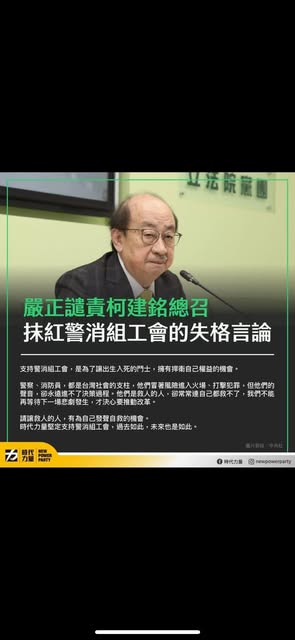 立法院黨團
嚴正譴責柯建銘總召
抹紅警消組工會的失格言論
支持警消組工會，是為了讓出生入死的鬥士，擁有捍衛自己權益的機會。
警察、消防員，都是台灣社會的支柱，他們冒著風險進入火場、打擊犯罪，但他們的
聲音，卻永遠進不了決策過程。他們是救人的人，卻常常連自己都救不了，我們不能
再等待下一場悲劇發生，才決心要推動改革。
請讓救人的人，有為自己發聲自救的機會。
時代力量堅定支持警消組工會，過去如此，未來也是如此。
圖片授權：中央社
時代力量 NEW POWER PARTY
時代力量 newpowerparty